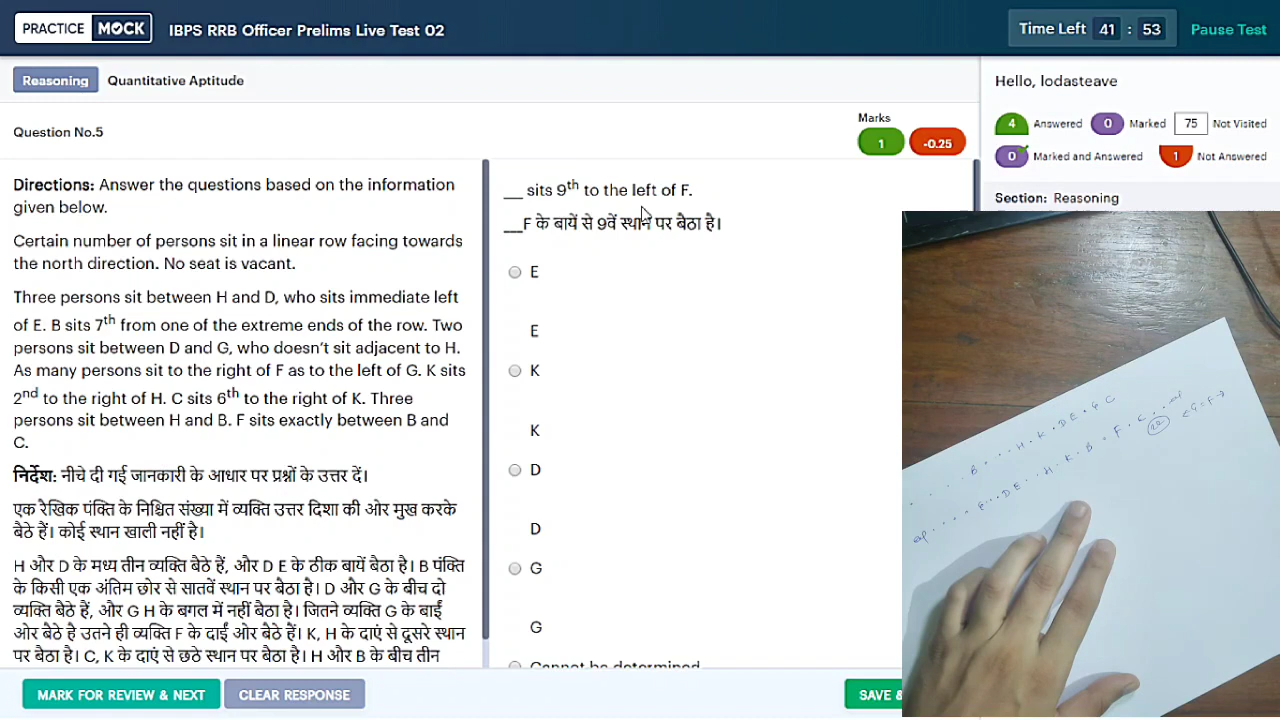 PRACTICE MOCK
IBPS RRB Officer Prelims Live Test 02
Time Left 41 : 53
Pause Test
Reasoning
Quantitative Aptitude
Hello, lodasteave
Question No.5
Marks
1
-0.25
4 Answered 0 Marked 75 Not Visited
0 Marked and Answered 1 Not Answered
Section: Reasoning
Directions: Answer the questions based on the information
given below.
Certain number of persons sit in a linear row facing towards
the north direction. No seat is vacant.
Three persons sit between H and D, who sits immediate left
of E. B sits 7th from one of the extreme ends of the row. Two
persons sit between D and G, who doesn't sit adjacent to H.
As many persons sit to the right of F as to the left of G. K sits
2nd to the right of H. C sits 6th to the right of K. Three
persons sit between H and B. F sits exactly between B and
C.
निर्देश: नीचे दी गई जानकारी के आधार पर प्रश्नों के उत्तर दें।
एक रैखिक पंक्ति के निश्चित संख्या में व्यक्ति उत्तर दिशा की ओर मुख करके
बैठे हैं। कोई स्थान खाली नहीं है।
H और D के मध्य तीन व्यक्ति बैठे हैं, और D E के ठीक बायें बैठा है। B पंक्ति
के किसी एक अंतिम छोर से सातवें स्थान पर बैठा है। D और G के बीच दो
व्यक्ति बैठे हैं, और G H के बगल में नहीं बैठा है। जितने व्यक्ति G के बाईं
ओर बैठे है उतने ही व्यक्ति F के दाईं ओर बैठे हैं। K, H के दाएं से दूसरे स्थान
पर बैठा है। C, K के दाएं से छठे स्थान पर बैठा है। H और B के बीच तीन
___ sits 9th to the left of F.
___F के बायें से 9वें स्थान पर बैठा है।
E
E
K
K
D
D
G
G
Cannot be determined
MARK FOR REVIEW & NEXT
CLEAR RESPONSE
SAVE &
B . . . H . K . D E . G C
G . . D E . . . H . K . B . F . C . .
22